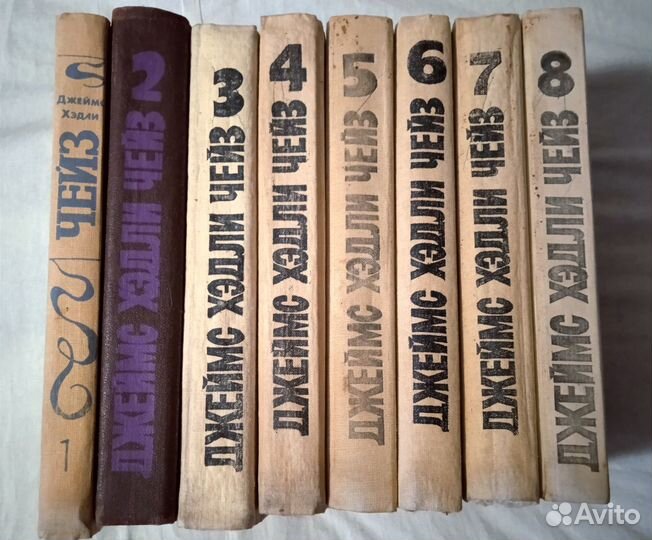 Джеймс
Хэдли
ЧЕЙЗ
1
ДЖЕЙМС ХЭДЛИ ЧЕЙЗ 2
ДЖЕЙМС ХЭДЛИ ЧЕЙЗ 3
ДЖЕЙМС ХЭДЛИ ЧЕЙЗ 4
ДЖЕЙМС ХЭДЛИ ЧЕЙЗ 5
ДЖЕЙМС ХЭДЛИ ЧЕЙЗ 6
ДЖЕЙМС ХЭДЛИ ЧЕЙЗ 7
ДЖЕЙМС ХЭДЛИ ЧЕЙЗ 8
Avito